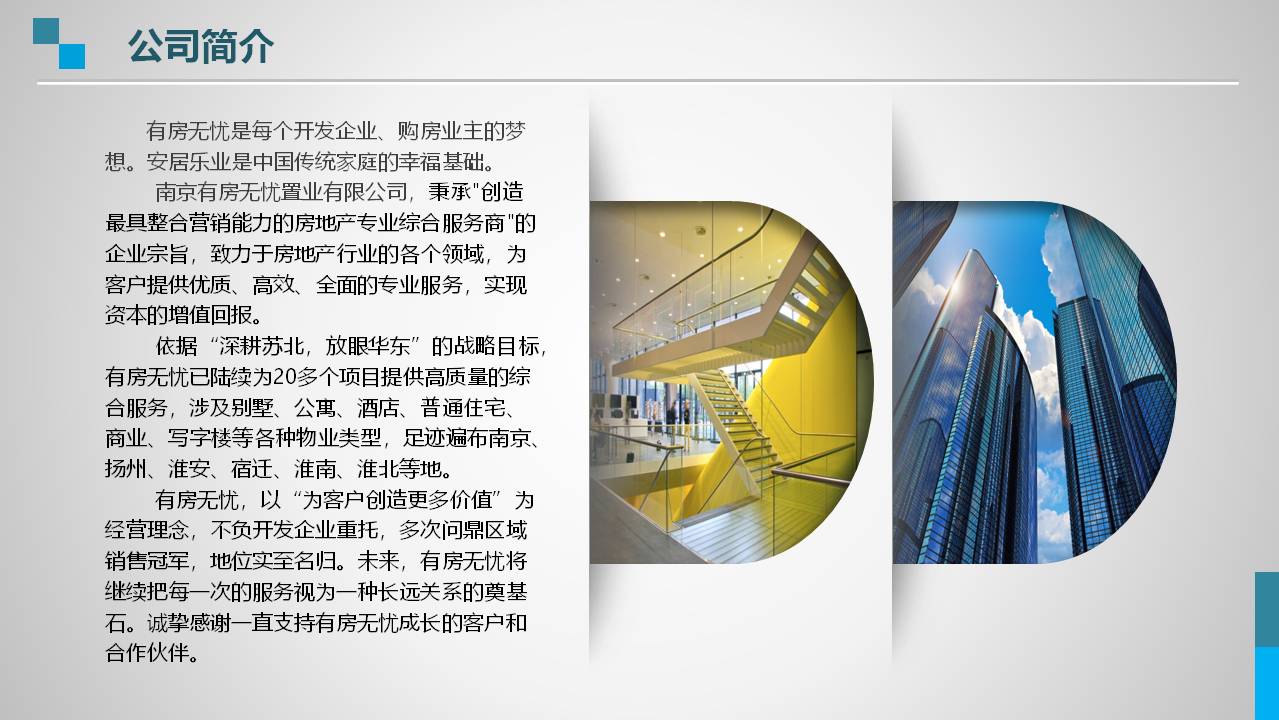 公司简介
有房无忧是每个开发企业、购房业主的梦
想。安居乐业是中国传统家庭的幸福基础。
南京有房无忧置业有限公司，秉承"创造
最具整合营销能力的房地产专业综合服务商"的
企业宗旨，致力于房地产行业的各个领域，为
客户提供优质、高效、全面的专业服务，实现
资本的增值回报。
依据“深耕苏北，放眼华东”的战略目标，
有房无忧已陆续为20多个项目提供高质量的综
合服务，涉及别墅、公寓、酒店、普通住宅、
商业、写字楼等各种物业类型，足迹遍布南京、
扬州、淮安、宿迁、淮南、淮北等地。
有房无忧，以“为客户创造更多价值”为
经营理念，不负开发企业重托，多次问鼎区域
销售冠军，地位实至名归。未来，有房无忧将
继续把每一次的服务视为一种长远关系的奠基
石。诚挚感谢一直支持有房无忧成长的客户和
合作伙伴。